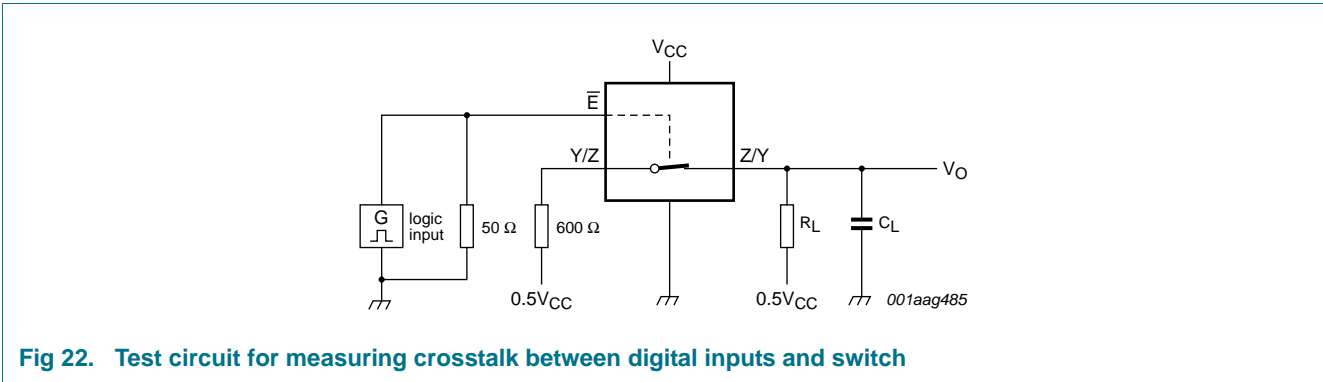 VCC
E̅
Y/Z
Z/Y
VO
G
logic
input
50 Ω
600 Ω
RL
CL
0.5VCC
0.5VCC
001aag485
Fig 22. Test circuit for measuring crosstalk between digital inputs and switch